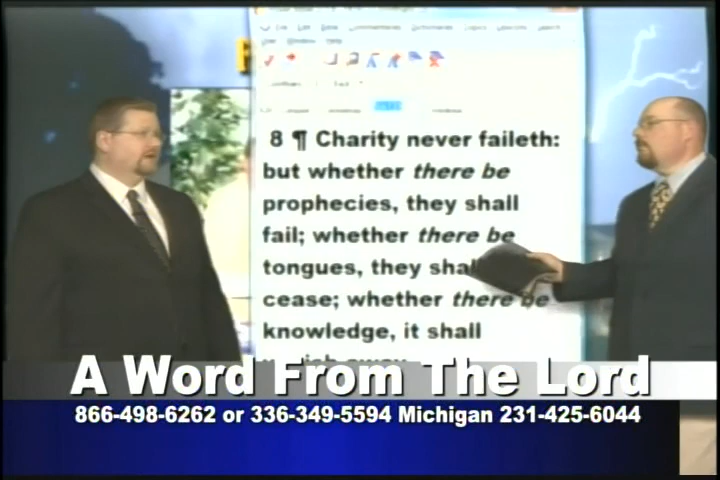 8 ¶ Charity never faileth:
but whether there be
prophecies, they shall
fail; whether there be
tongues, they shall
cease; whether there be
knowledge, it shall
A Word From The Lord
866-498-6262 or 336-349-5594 Michigan 231-425-6044